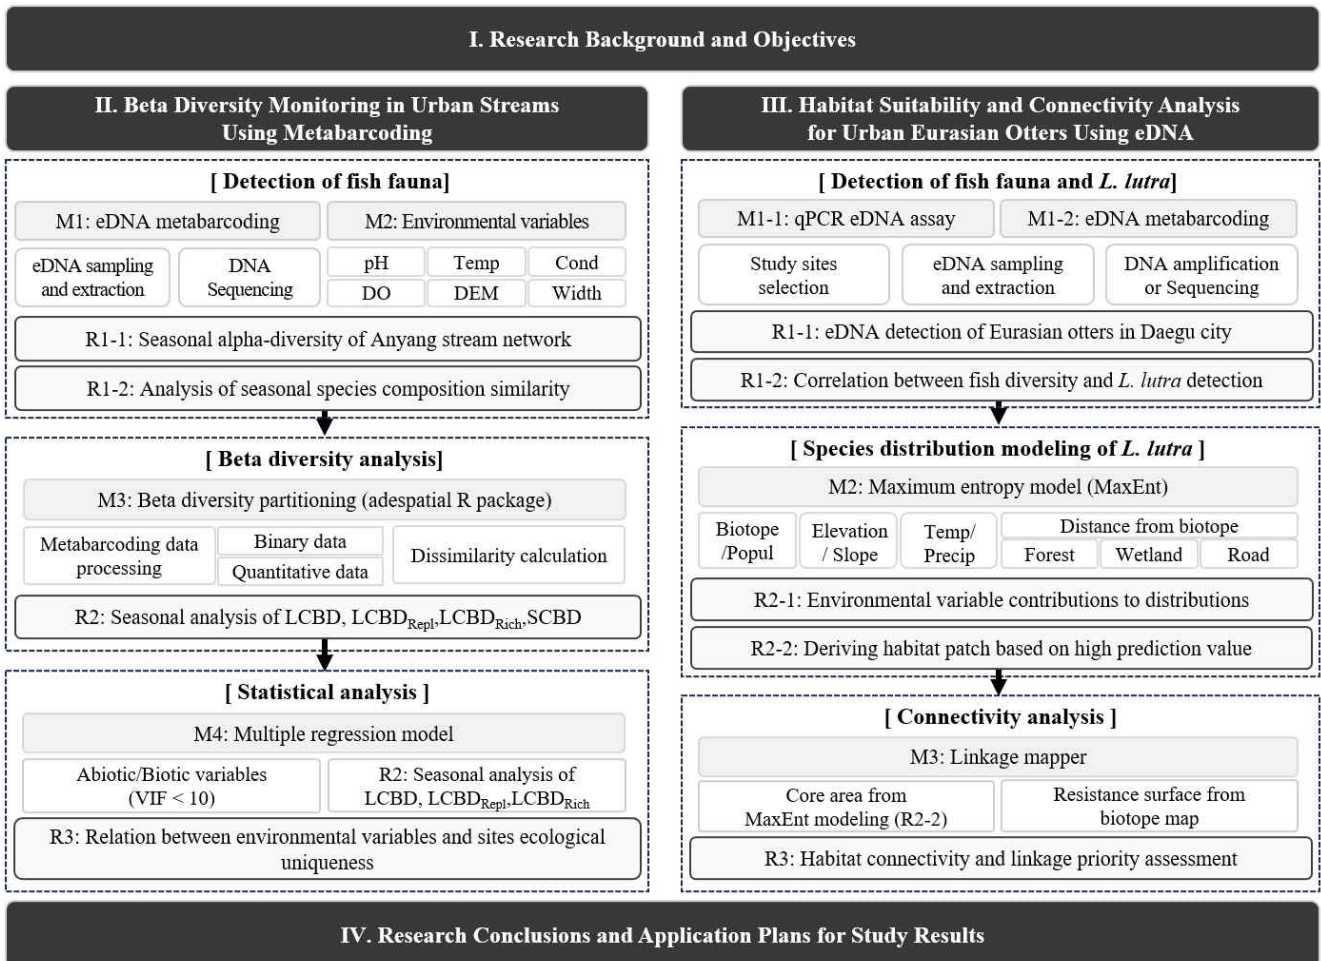 I. Research Background and Objectives
II. Beta Diversity Monitoring in Urban Streams
Using Metabarcoding
[ Detection of fish fauna]
M1: eDNA metabarcoding
M2: Environmental variables
eDNA sampling
and extraction
DNA
Sequencing
pH
Temp
Cond
DO
DEM
Width
R1-1: Seasonal alpha-diversity of Anyang stream network
R1-2: Analysis of seasonal species composition similarity
[ Beta diversity analysis]
M3: Beta diversity partitioning (adespatial R package)
Metabarcoding data
processing
Binary data
Quantitative data
Dissimilarity calculation
R2: Seasonal analysis of LCBD, LCBDRepl,LCBDRich,SCBD
[ Statistical analysis ]
M4: Multiple regression model
Abiotic/Biotic variables
(VIF < 10)
R2: Seasonal analysis of
LCBD, LCBDRepl,LCBDRich
R3: Relation between environmental variables and sites ecological
uniqueness
III. Habitat Suitability and Connectivity Analysis
for Urban Eurasian Otters Using eDNA
[ Detection of fish fauna and L. lutra]
M1-1: qPCR eDNA assay
M1-2: eDNA metabarcoding
Study sites
selection
eDNA sampling
and extraction
DNA amplification
or Sequencing
R1-1: eDNA detection of Eurasian otters in Daegu city
R1-2: Correlation between fish diversity and L. lutra detection
[ Species distribution modeling of L. lutra ]
M2: Maximum entropy model (MaxEnt)
Biotope
/Popul
Elevation
/ Slope
Temp/
Precip
Distance from biotope
Forest
Wetland
Road
R2-1: Environmental variable contributions to distributions
R2-2: Deriving habitat patch based on high prediction value
[ Connectivity analysis ]
M3: Linkage mapper
Core area from
MaxEnt modeling (R2-2)
Resistance surface from
biotope map
R3: Habitat connectivity and linkage priority assessment
IV. Research Conclusions and Application Plans for Study Results